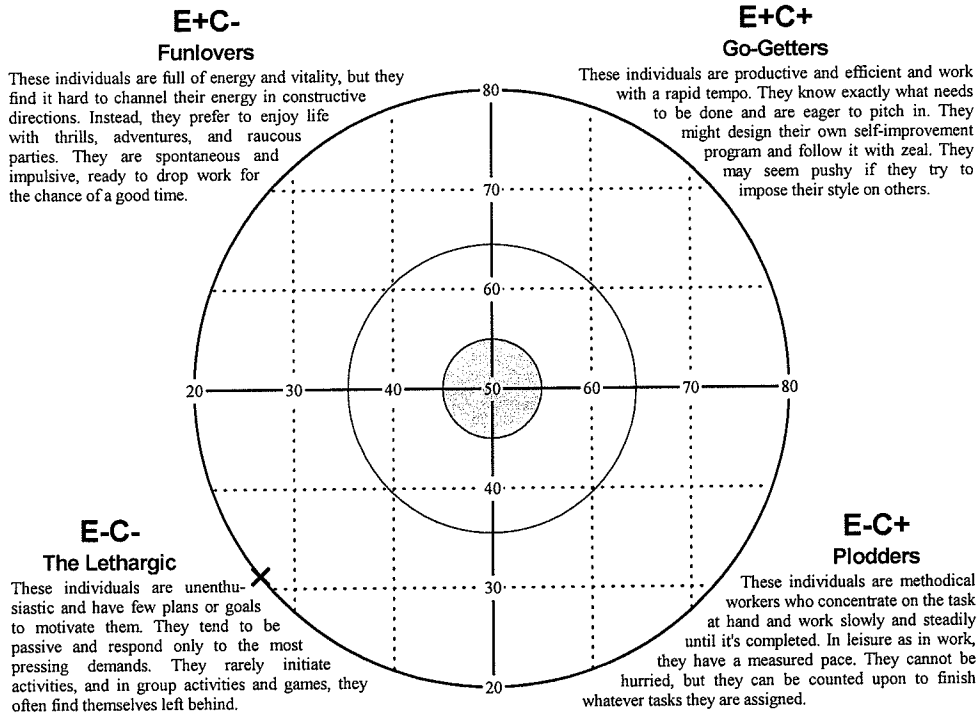 E+C-
Funlovers
These individuals are full of energy and vitality, but they
find it hard to channel their energy in constructive
directions. Instead, they prefer to enjoy life
with thrills, adventures, and raucous
parties. They are spontaneous and
impulsive, ready to drop work for
the chance of a good time.
E+C+
Go-Getters
These individuals are productive and efficient and work
with a rapid tempo. They know exactly what needs
to be done and are eager to pitch in. They
might design their own self-improvement
program and follow it with zeal. They
may seem pushy if they try to
impose their style on others.
80
70
60
20 30 40 50 60 70 80
40
30
20
E-C-
The Lethargic
These individuals are unenthu-
siastic and have few plans or goals
to motivate them. They tend to be
passive and respond only to the most
pressing demands. They rarely initiate
activities, and in group activities and games, they
often find themselves left behind.
E-C+
Plodders
These individuals are methodical
workers who concentrate on the task
at hand and work slowly and steadily
until it's completed. In leisure as in work,
they have a measured pace. They cannot be
hurried, but they can be counted upon to finish
whatever tasks they are assigned.